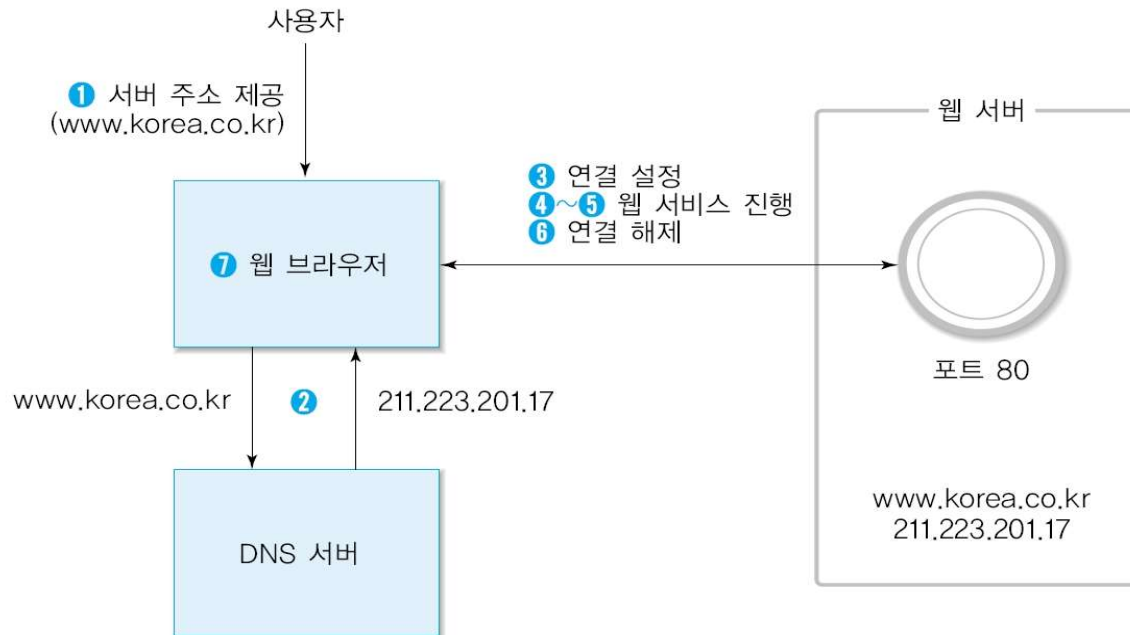 사용자
❶ 서버 주소 제공
(www.korea.co.kr)
웹 서버
❸ 연결 설정
❹~❺ 웹 서비스 진행
❻ 연결 해제
❼ 웹 브라우저
포트 80
www.korea.co.kr
❷
211.223.201.17
www.korea.co.kr
211.223.201.17
DNS 서버